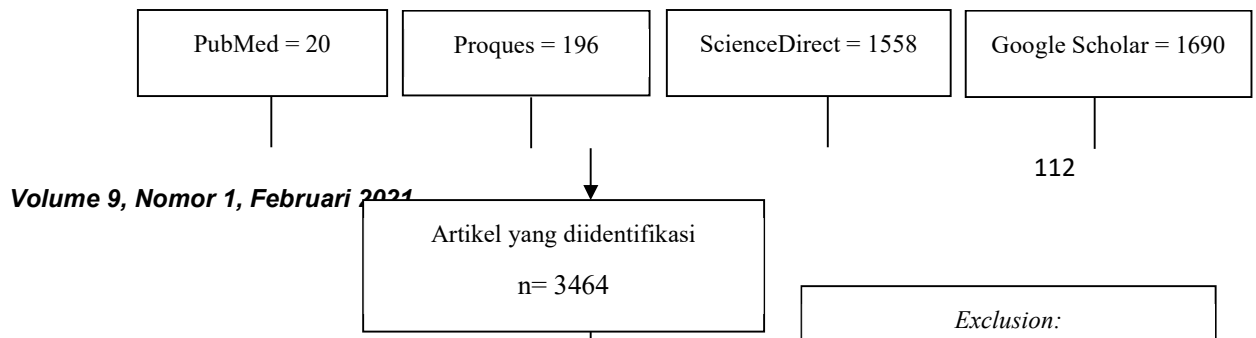 PubMed = 20
Proques = 196
ScienceDirect = 1558
Google Scholar = 1690
112
Volume 9, Nomor 1, Februari 2021
Artikel yang diidentifikasi
n= 3464
Exclusion: